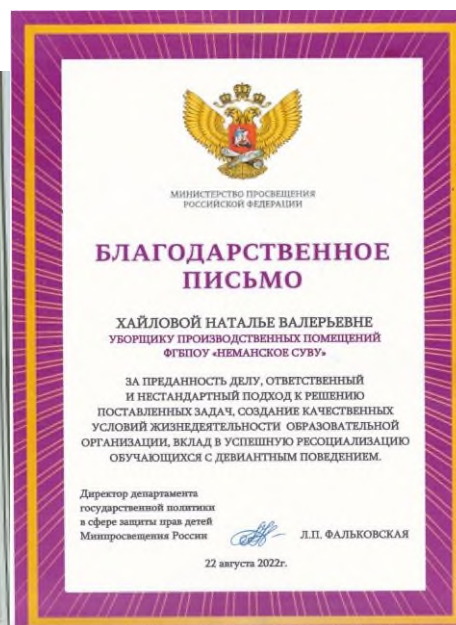 МИНИСТЕРСТВО ПРОСВЕЩЕНИЯ
РОССИЙСКОЙ ФЕДЕРАЦИИ
БЛАГОДАРСТВЕННОЕ
ПИСЬМО
ХАЙЛОВОЙ НАТАЛЬЕ ВАЛЕРЬЕВНЕ
УБОРЩИКУ ПРОИЗВОДСТВЕННЫХ ПОМЕЩЕНИЙ
ФГБПОУ «НЕМАНСКОЕ СУВУ»
ЗА ПРЕДАННОСТЬ ДЕЛУ, ОТВЕТСТВЕННЫЙ
И НЕСТАНДАРТНЫЙ ПОДХОД К РЕШЕНИЮ
ПОСТАВЛЕННЫХ ЗАДАЧ, СОЗДАНИЕ КАЧЕСТВЕННЫХ
УСЛОВИЙ ЖИЗНЕДЕЯТЕЛЬНОСТИ ОБРАЗОВАТЕЛЬНОЙ
ОРГАНИЗАЦИИ, ВКЛАД В УСПЕШНУЮ РЕСОЦИАЛИЗАЦИЮ
ОБУЧАЮЩИХСЯ С ДЕВИАНТНЫМ ПОВЕДЕНИЕМ.
Директор департамента
государственной политики
в сфере защиты прав детей
Минпросвещения России
Л.П. ФАЛЬКОВСКАЯ
22 августа 2022г.